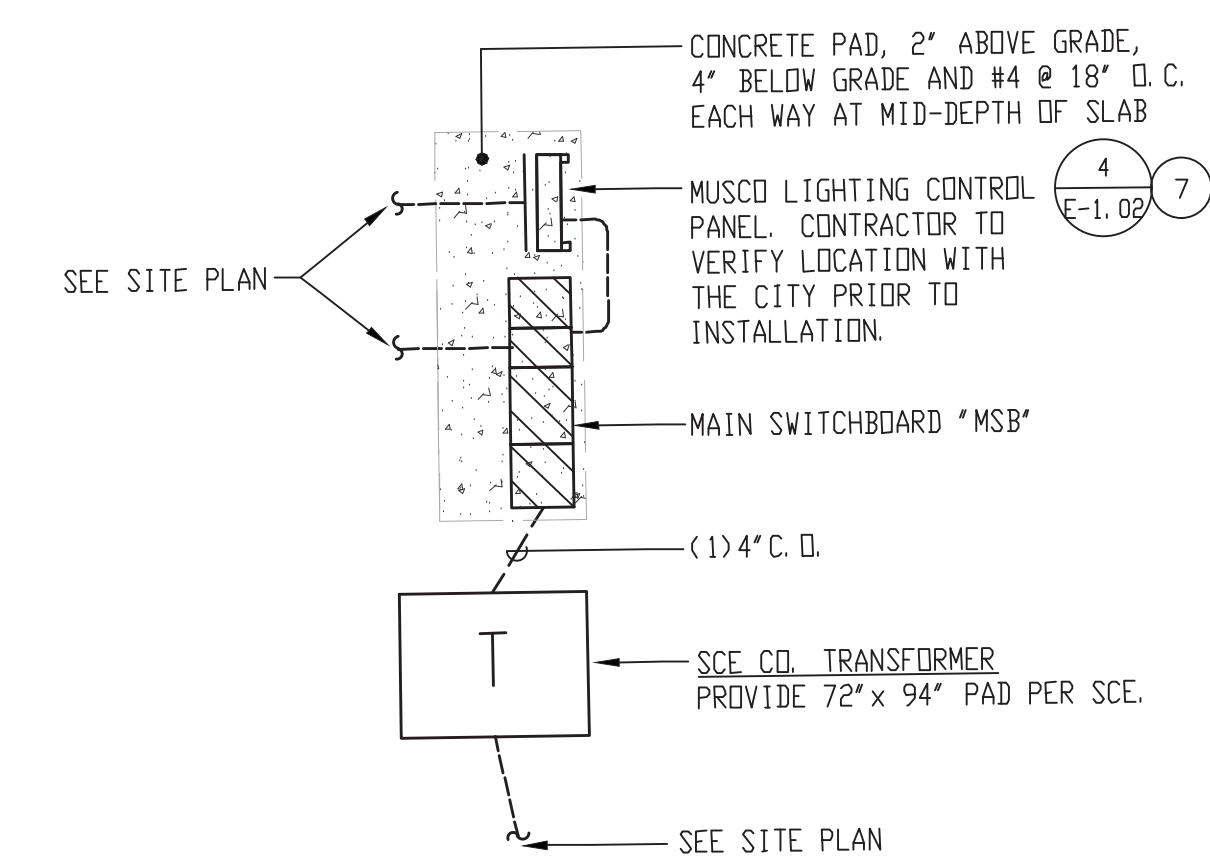 CONCRETE PAD, 2" ABOVE GRADE,
4" BELOW GRADE AND #4 @ 18" O.C.
EACH WAY AT MID-DEPTH OF SLAB
MUSCO LIGHTING CONTROL
PANEL. CONTRACTOR TO
VERIFY LOCATION WITH
THE CITY PRIOR TO
INSTALLATION.
4
E-1.02
7
SEE SITE PLAN
MAIN SWITCHBOARD "MSB"
(1)4"C.O.
T
SCE CO. TRANSFORMER
PROVIDE 72"x 94" PAD PER SCE.
SEE SITE PLAN